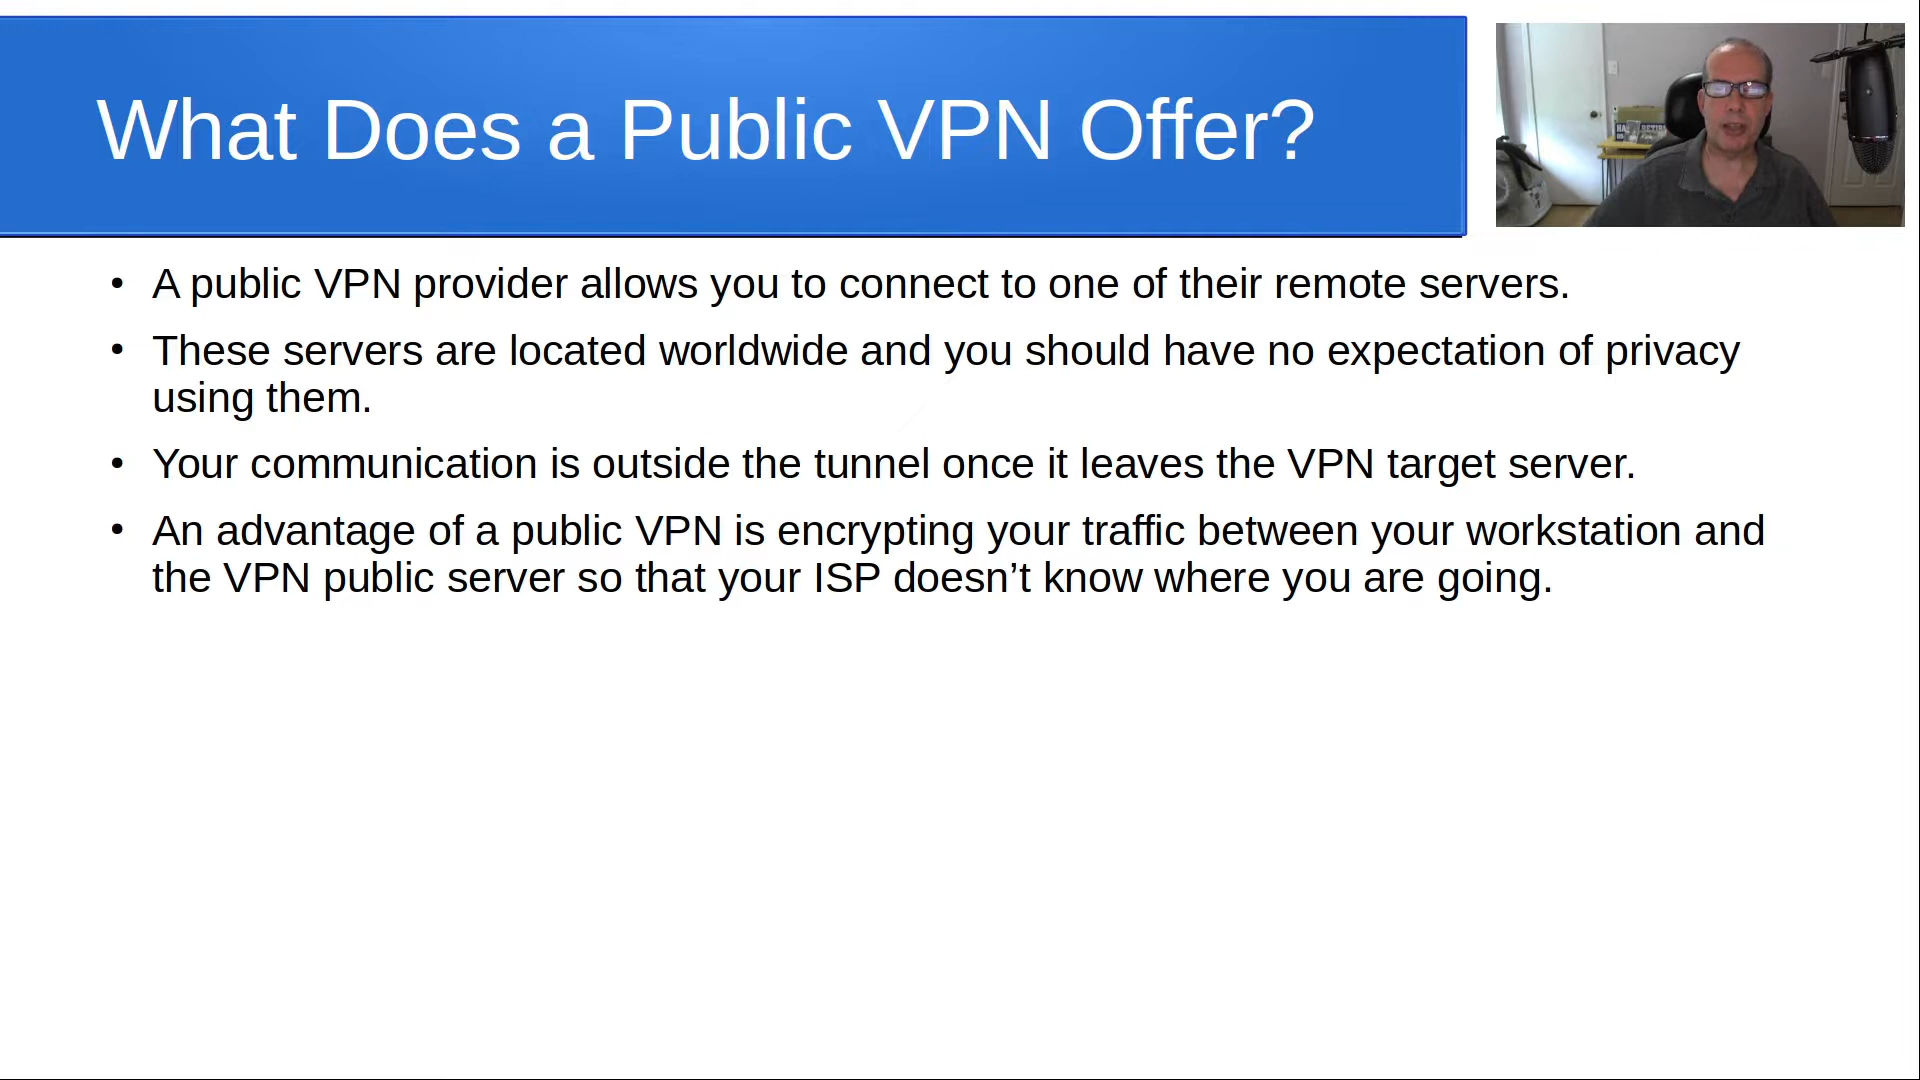 What Does a Public VPN Offer?
• A public VPN provider allows you to connect to one of their remote servers.
• These servers are located worldwide and you should have no expectation of privacy
using them.
• Your communication is outside the tunnel once it leaves the VPN target server.
• An advantage of a public VPN is encrypting your traffic between your workstation and
the VPN public server so that your ISP doesn’t know where you are going.